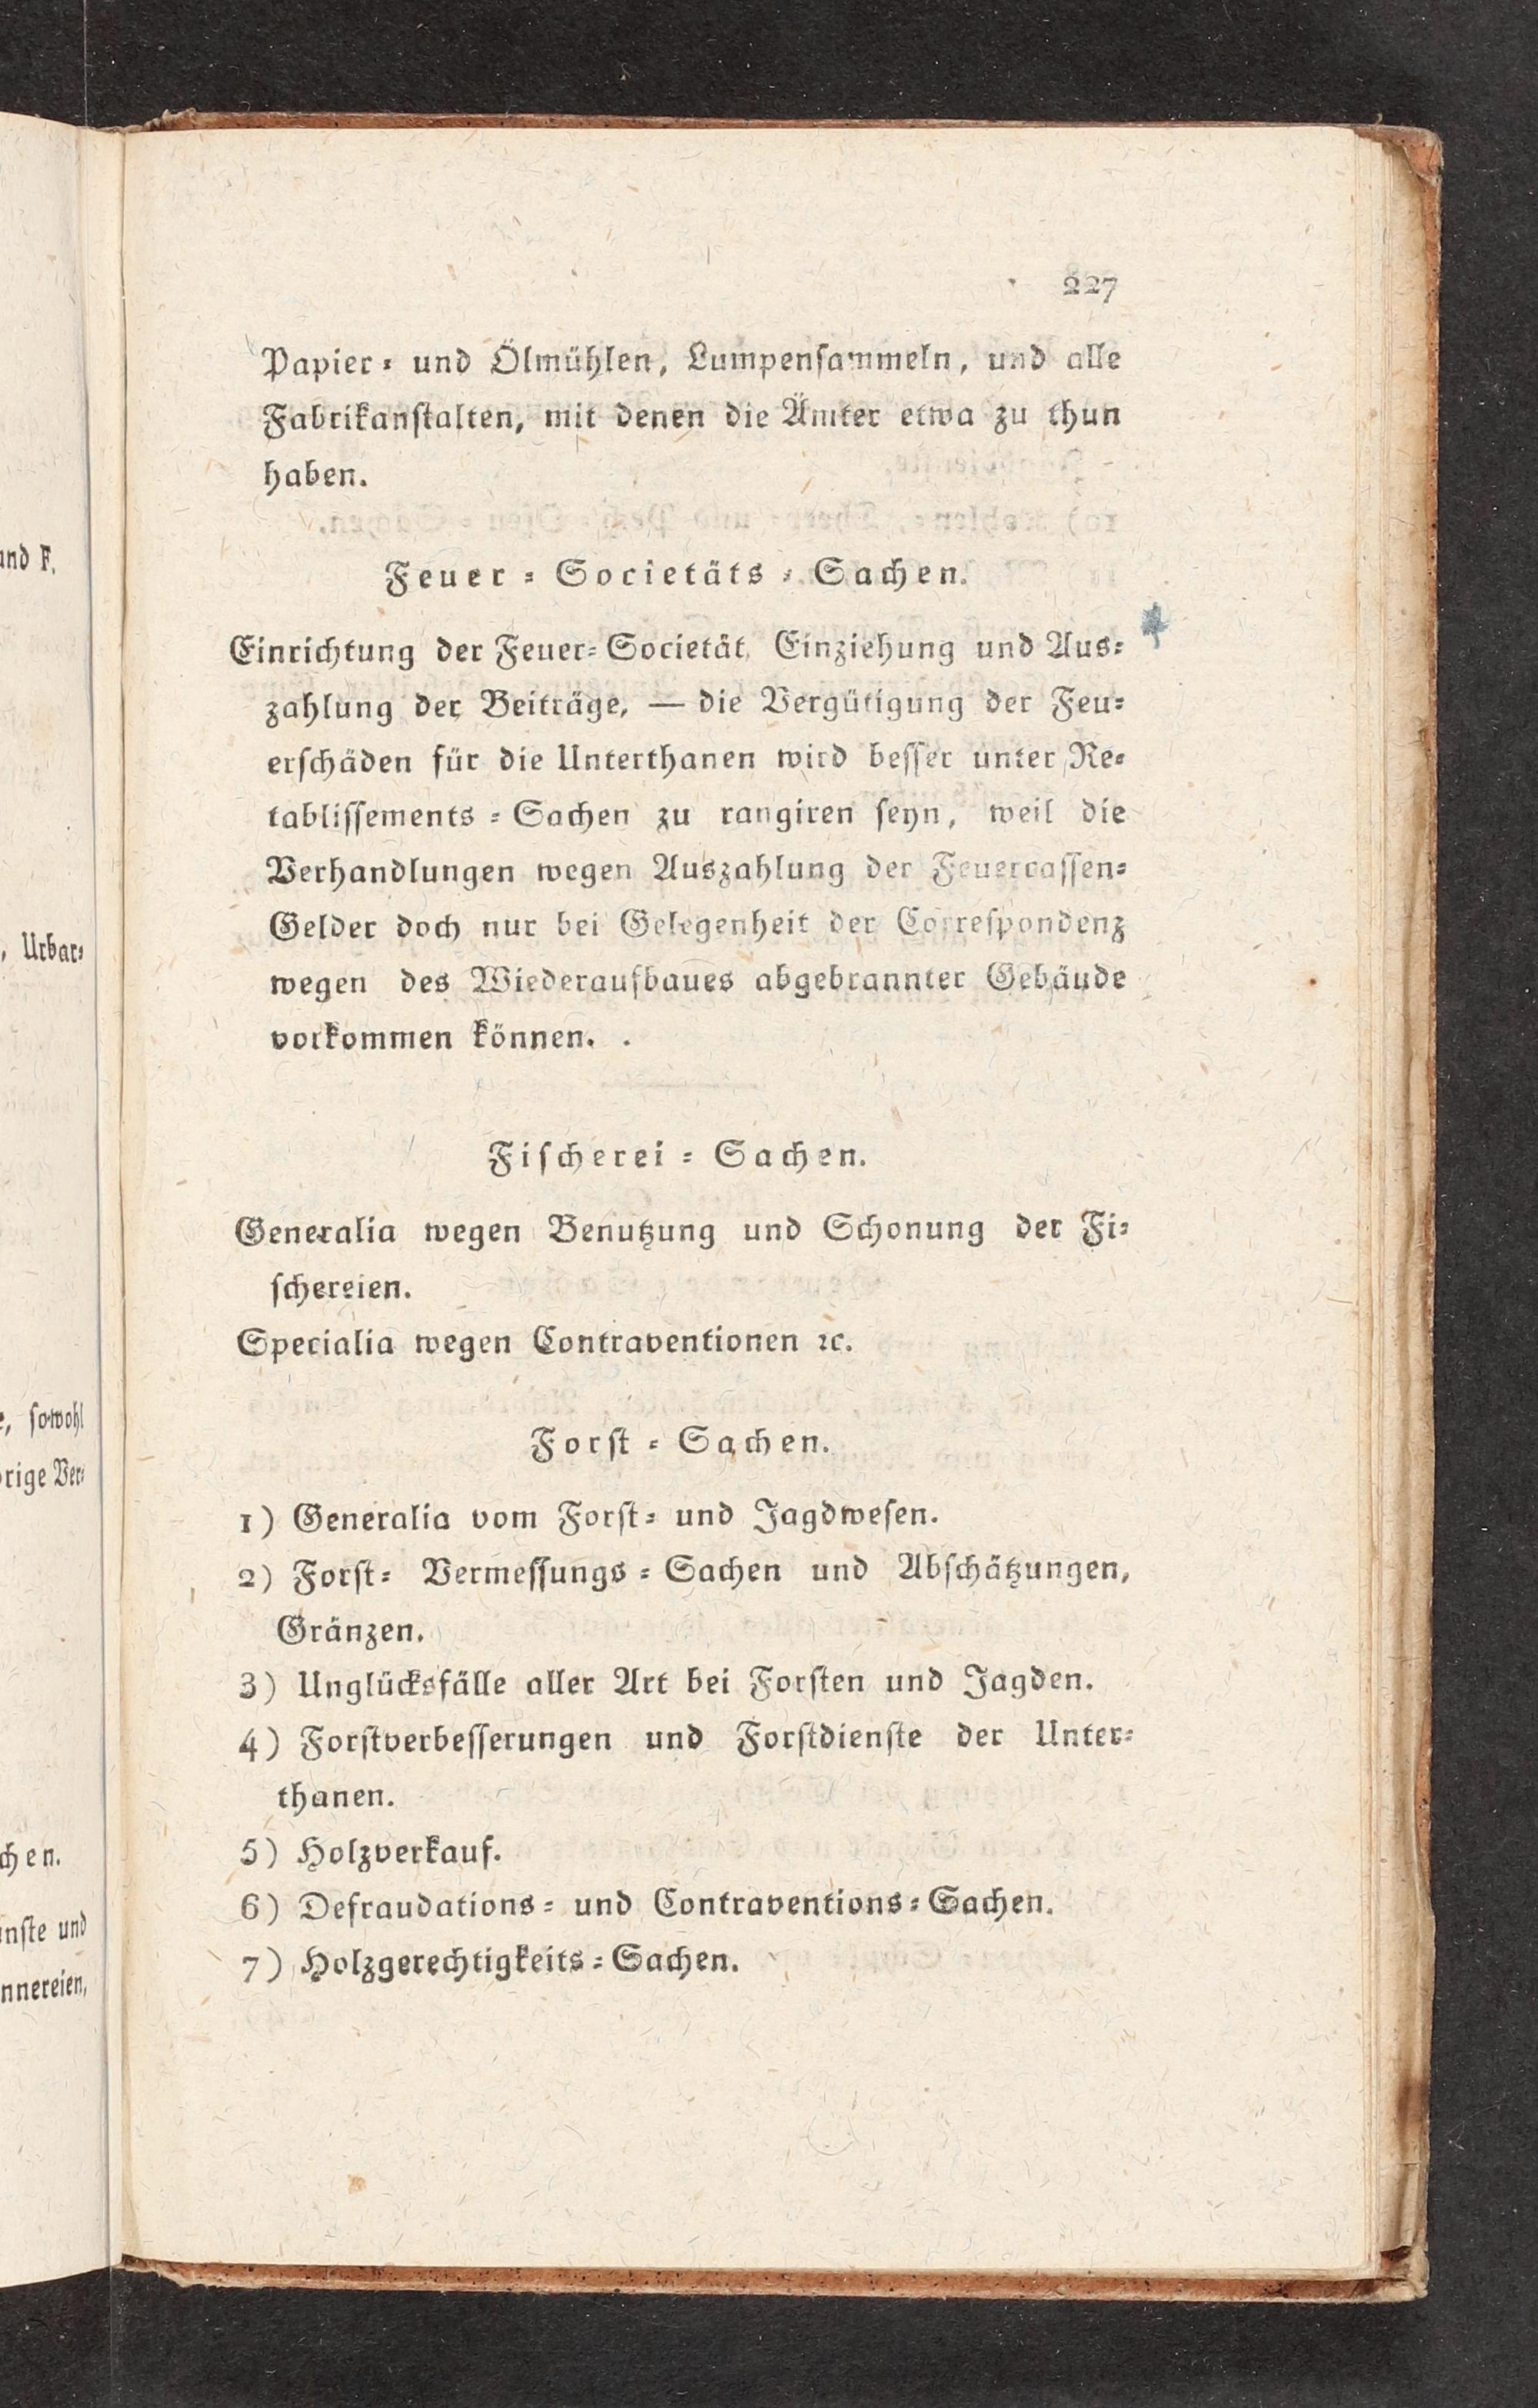 227
Papier- und Ölmühlen, Lumpensammeln, und alle
Fabrikanstalten, mit denen die Ämter etwa zu thun
haben.
Feuer-Societäts-Sachen.
Einrichtung der Feuer-Societät, Einziehung und Aus-
zahlung der Beiträge, — die Vergütigung der Feu-
erschäden für die Unterthanen wird besser unter Re-
tablissements-Sachen zu rangiren seyn, weil die
Verhandlungen wegen Auszahlung der Feuercassen-
Gelder doch nur bei Gelegenheit der Correspondenz
wegen des Wiederaufbaues abgebrannter Gebäude
vorkommen können.
Fischerei-Sachen.
Generalia wegen Benutzung und Schonung der Fi-
schereien.
Specialia wegen Contraventionen ꝛc.
Forst-Sachen.
1) Generalia vom Forst- und Jagdwesen.
2) Forst-Vermessungs-Sachen und Abschätzungen,
Gränzen.
3) Unglücksfälle aller Art bei Forsten und Jagden.
4) Forstverbesserungen und Forstdienste der Unter-
thanen.
5) Holzverkauf.
6) Defraudations- und Contraventions-Sachen.
7) Holzgerechtigkeits-Sachen.